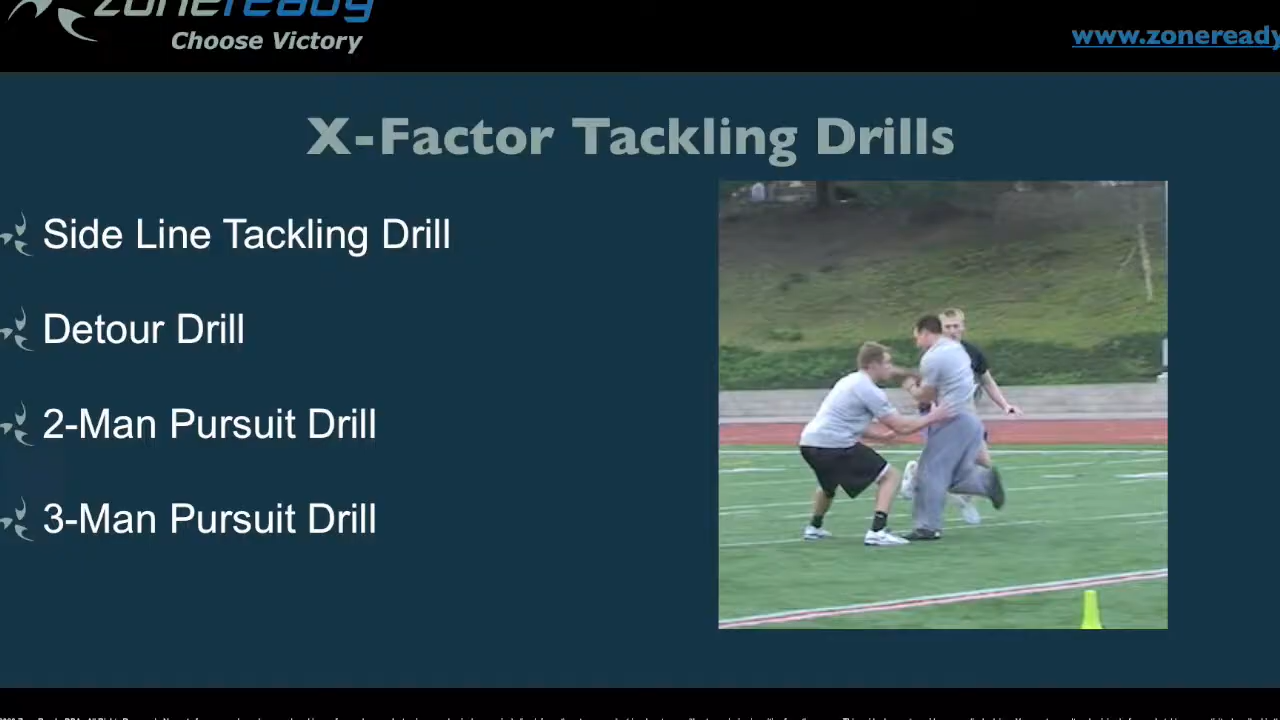 zoneready
Choose Victory
www.zoneready
X-Factor Tackling Drills
Side Line Tackling Drill
Detour Drill
2-Man Pursuit Drill
3-Man Pursuit Drill